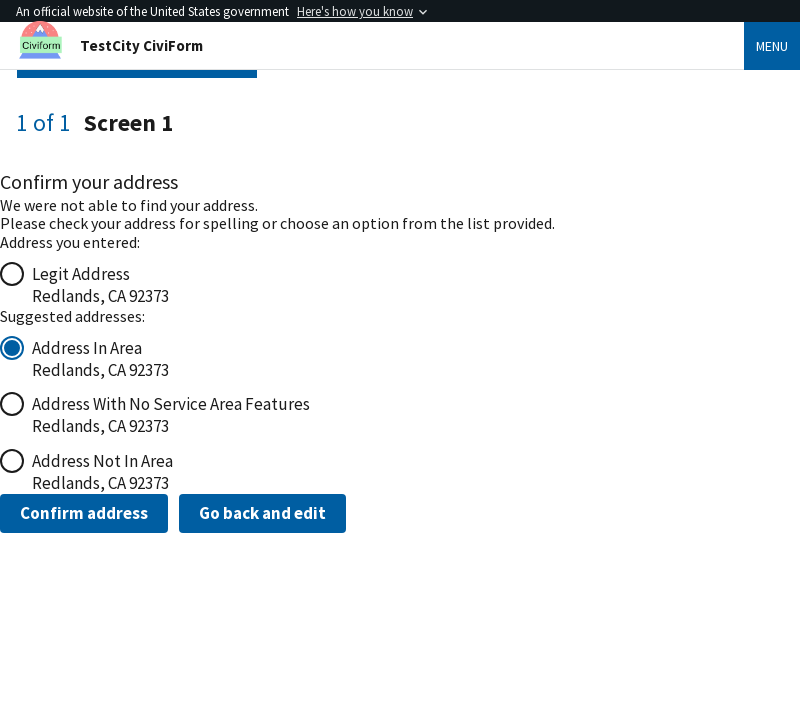 An official website of the United States government Here's how you know
Civiform TestCity CiviForm MENU
1 of 1 Screen 1
Confirm your address
We were not able to find your address.
Please check your address for spelling or choose an option from the list provided.
Address you entered:
Legit Address
Redlands, CA 92373
Suggested addresses:
Address In Area
Redlands, CA 92373
Address With No Service Area Features
Redlands, CA 92373
Address Not In Area
Redlands, CA 92373
Confirm address Go back and edit